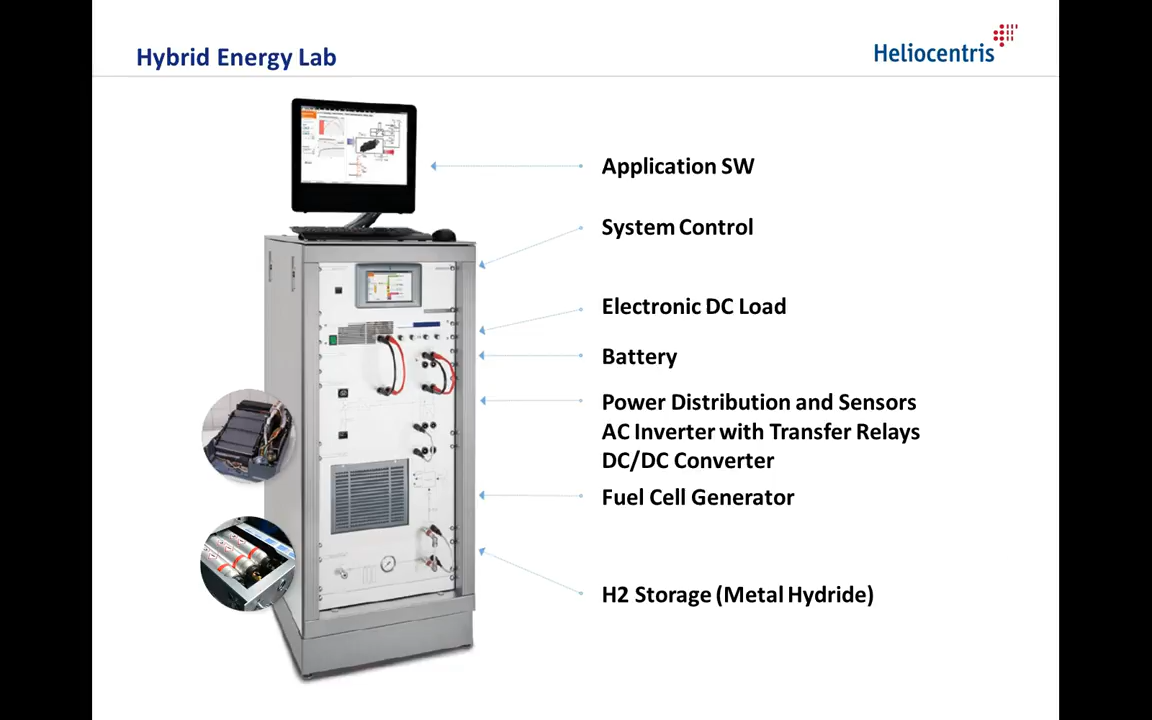 Hybrid Energy Lab
Heliocentris
Application SW
System Control
Electronic DC Load
Battery
Power Distribution and Sensors
AC Inverter with Transfer Relays
DC/DC Converter
Fuel Cell Generator
H2 Storage (Metal Hydride)